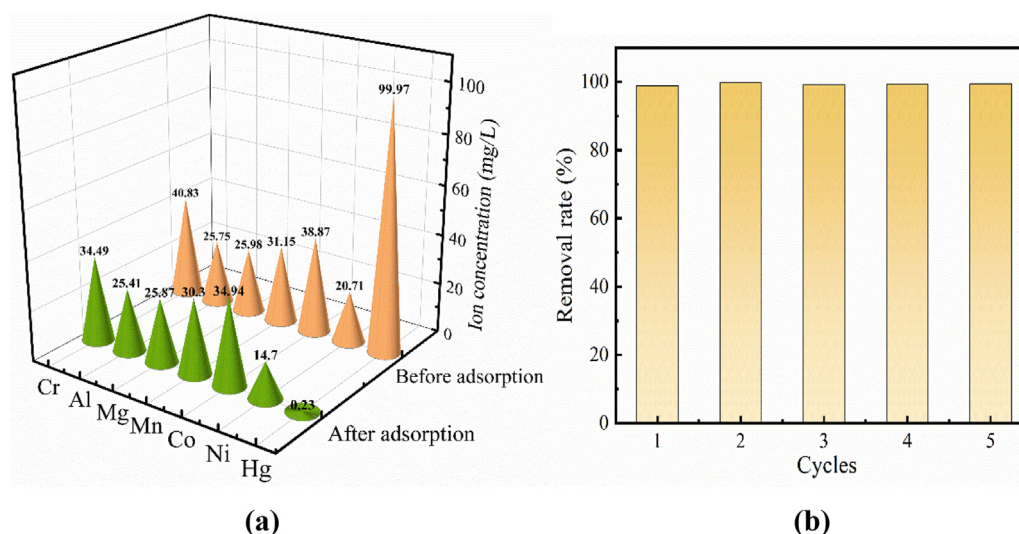 99.97
40.83
25.75
25.98
31.15
38.87
20.71
34.49
25.41
25.87
30.3
34.94
14.7
0.23
100
80
60
40
20
0
Ion concentration (mg/L)
Before adsorption
After adsorption
Cr
Al
Mg
Mn
Co
Ni
Hg
(a)
Removal rate (%)
100
80
60
40
20
0
1 2 3 4 5
Cycles
(b)